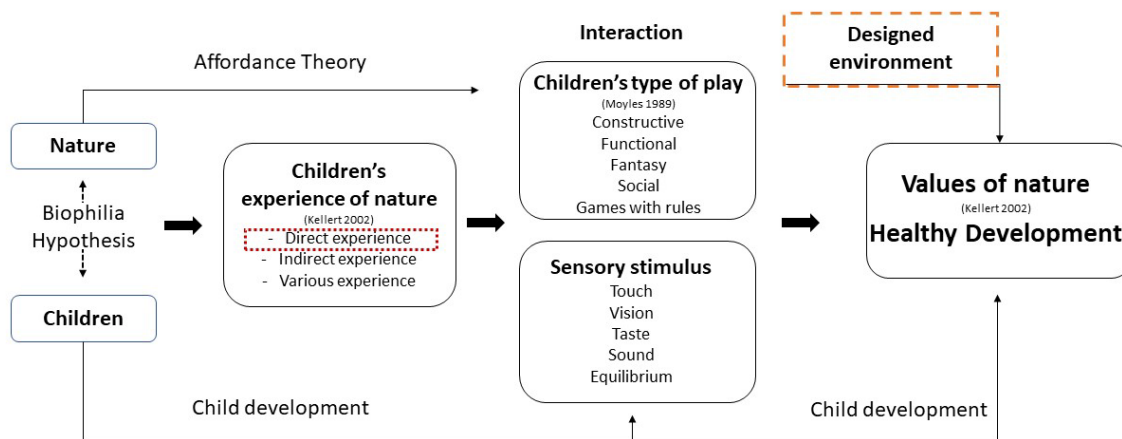 Affordance Theory
Nature
Biophilia
Hypothesis
Children
Children's
experience of nature
(Kellert 2002)
- Direct experience
- Indirect experience
- Various experience
Interaction
Children's type of play
(Moyles 1989)
Constructive
Functional
Fantasy
Social
Games with rules
Sensory stimulus
Touch
Vision
Taste
Sound
Equilibrium
Designed
environment
Values of nature
(Kellert 2002)
Healthy Development
Child development
Child development